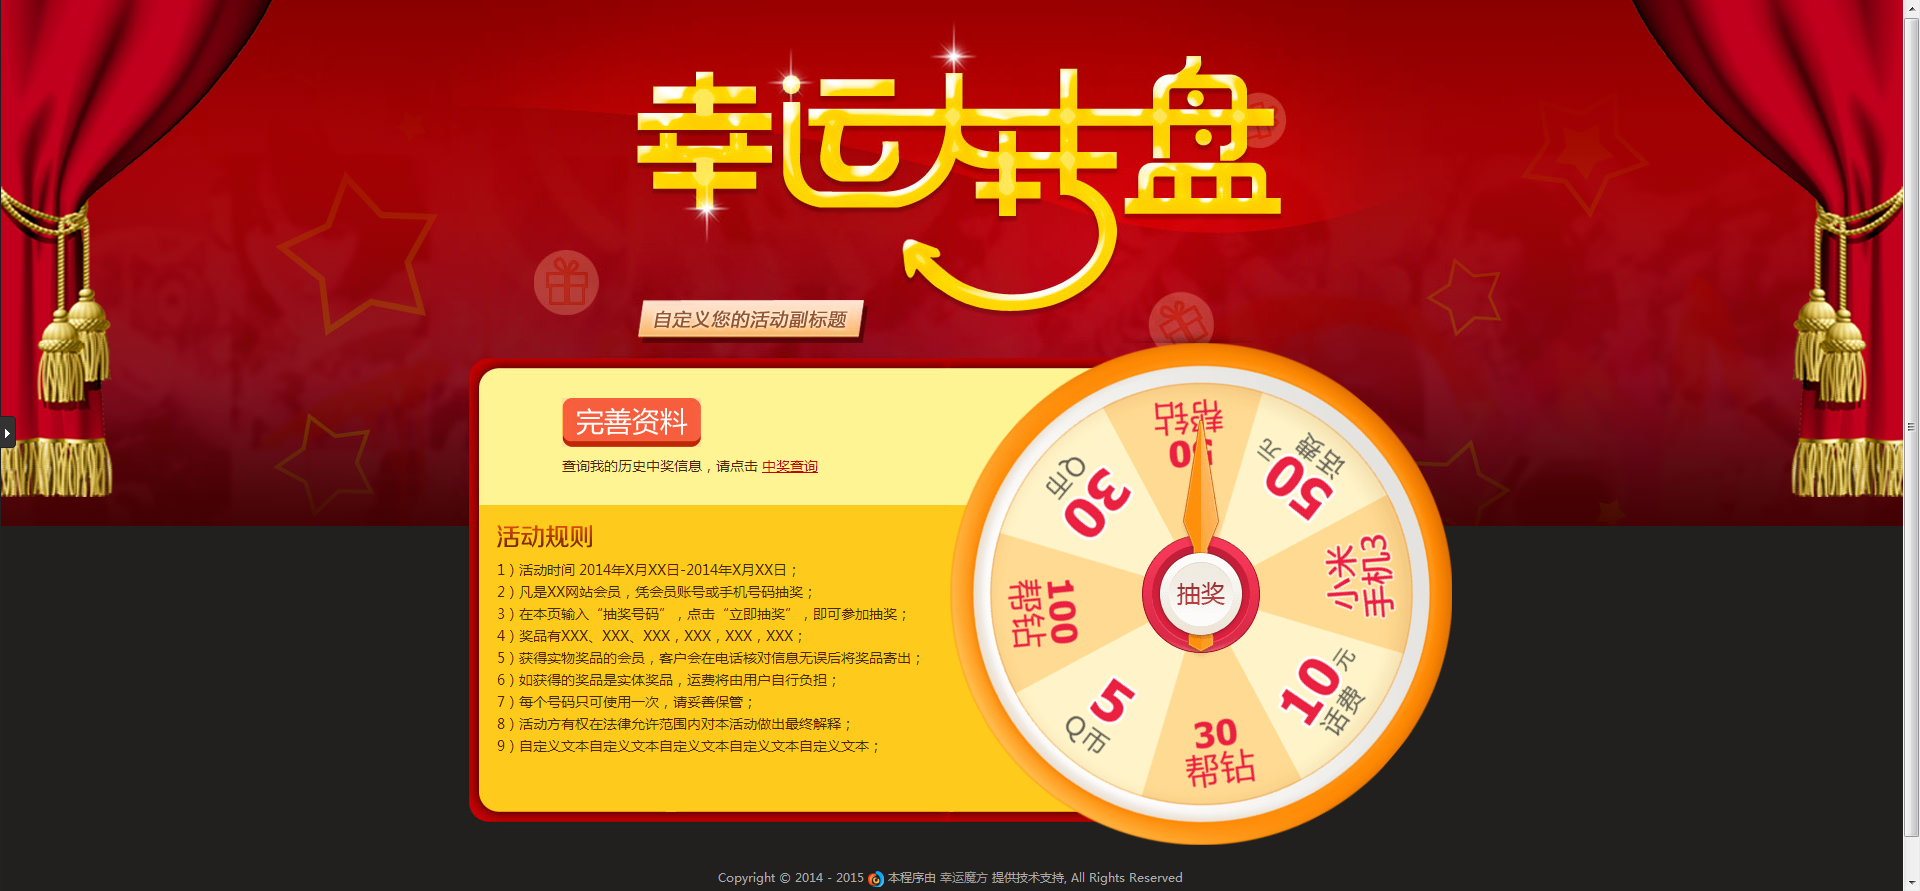 幸运大转盘
自定义您的活动副标题
完善资料
查询我的历史中奖信息，请点击 中奖查询
活动规则
1）活动时间 2014年X月XX日-2014年X月XX日；
2）凡是XX网站会员，凭会员账号或手机号码抽奖；
3）在本页输入“抽奖号码”，点击“立即抽奖”，即可参加抽奖；
4）奖品有XXX、XXX、XXX，XXX，XXX，XXX；
5）获得实物奖品的会员，客户会在电话核对信息无误后将奖品寄出；
6）如获得的奖品是实体奖品，运费将由用户自行负担；
7）每个号码只可使用一次，请妥善保管；
8）活动方有权在法律允许范围内对本活动做出最终解释；
9）自定义文本自定义文本自定义文本自定义文本自定义文本；
帮钻
50元
话费
小米
手机3
10元
话费
30
帮钻
5
Q币
100
帮钻
30
Q币
抽奖
Copyright © 2014 - 2015 本程序由 幸运魔方 提供技术支持, All Rights Reserved